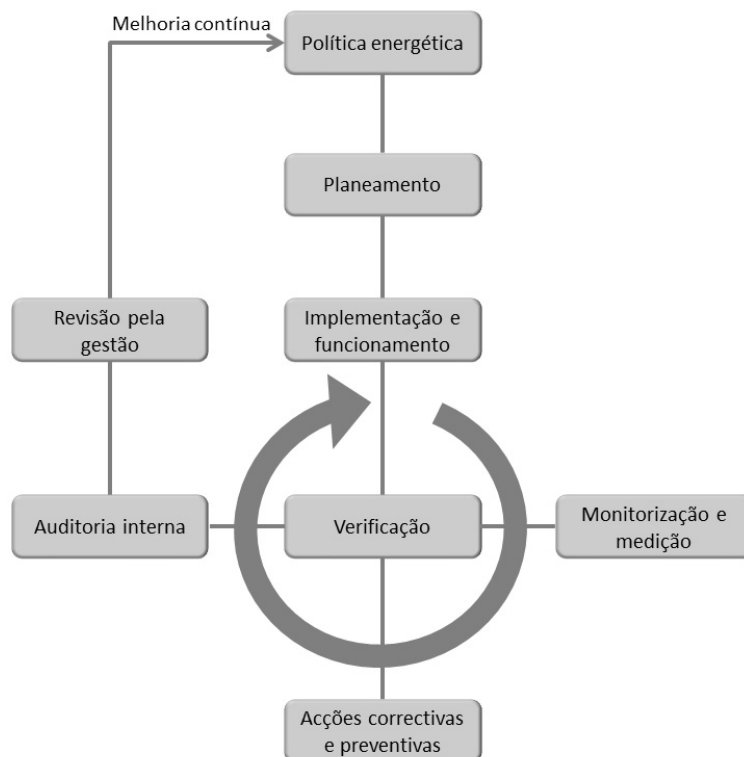 Melhoria contínua
Política energética
Planeamento
Revisão pela
gestão
Implementação e
funcionamento
Auditoria interna
Verificação
Monitorização e
medição
Acções correctivas
e preventivas